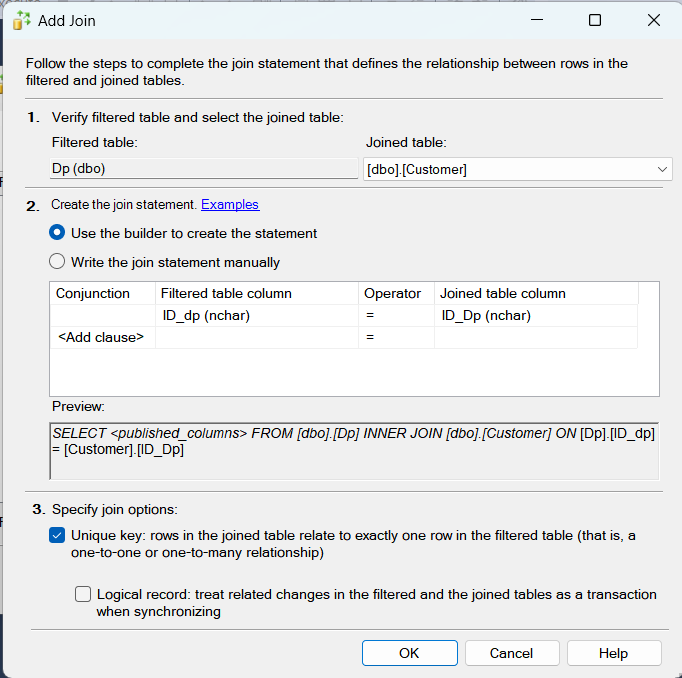 Add Join
Follow the steps to complete the join statement that defines the relationship between rows in the
filtered and joined tables.
1. Verify filtered table and select the joined table:
Filtered table:
Joined table:
Dp (dbo)
[dbo].[Customer]
2. Create the join statement. Examples
Use the builder to create the statement
Write the join statement manually
Conjunction Filtered table column Operator Joined table column
ID_dp (nchar) = ID_Dp (nchar)
<Add clause> =
Preview:
SELECT <published_columns> FROM [dbo].[Dp] INNER JOIN [dbo].[Customer] ON [Dp].[ID_dp]
= [Customer].[ID_Dp]
3. Specify join options:
Unique key: rows in the joined table relate to exactly one row in the filtered table (that is, a
one-to-one or one-to-many relationship)
Logical record: treat related changes in the filtered and the joined tables as a transaction
when synchronizing
OK Cancel Help